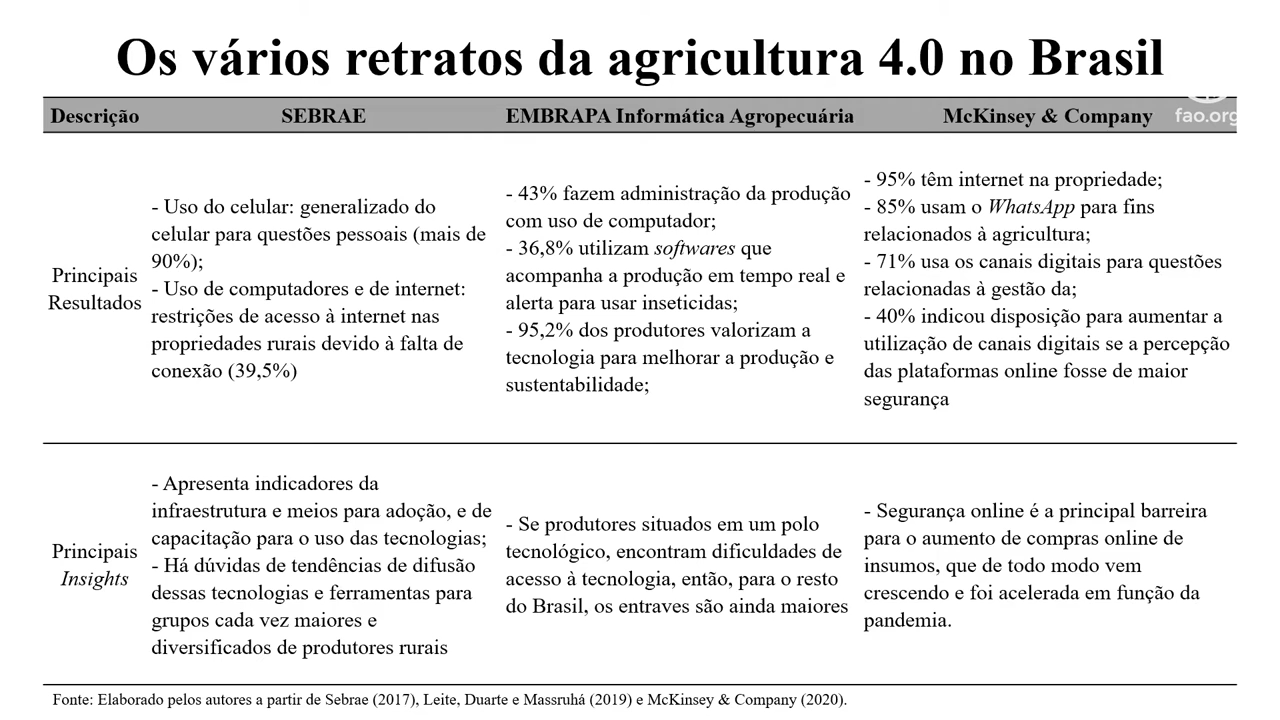 Os vários retratos da agricultura 4.0 no Brasil
Descrição
SEBRAE
EMBRAPA Informática Agropecuária
McKinsey & Company
fao.org
Principais
Resultados
- Uso do celular: generalizado do
celular para questões pessoais (mais de
90%);
- Uso de computadores e de internet:
restrições de acesso à internet nas
propriedades rurais devido à falta de
conexão (39,5%)
- 43% fazem administração da produção
com uso de computador;
- 36,8% utilizam softwares que
acompanha a produção em tempo real e
alerta para usar inseticidas;
- 95,2% dos produtores valorizam a
tecnologia para melhorar a produção e
sustentabilidade;
- 95% têm internet na propriedade;
- 85% usam o WhatsApp para fins
relacionados à agricultura;
- 71% usa os canais digitais para questões
relacionadas à gestão da;
- 40% indicou disposição para aumentar a
utilização de canais digitais se a percepção
das plataformas online fosse de maior
segurança
Principais
Insights
- Apresenta indicadores da
infraestrutura e meios para adoção, e de
capacitação para o uso das tecnologias;
- Há dúvidas de tendências de difusão
dessas tecnologias e ferramentas para
grupos cada vez maiores e
diversificados de produtores rurais
- Se produtores situados em um polo
tecnológico, encontram dificuldades de
acesso à tecnologia, então, para o resto
do Brasil, os entraves são ainda maiores
- Segurança online é a principal barreira
para o aumento de compras online de
insumos, que de todo modo vem
crescendo e foi acelerada em função da
pandemia.
Fonte: Elaborado pelos autores a partir de Sebrae (2017), Leite, Duarte e Massruhá (2019) e McKinsey & Company (2020).